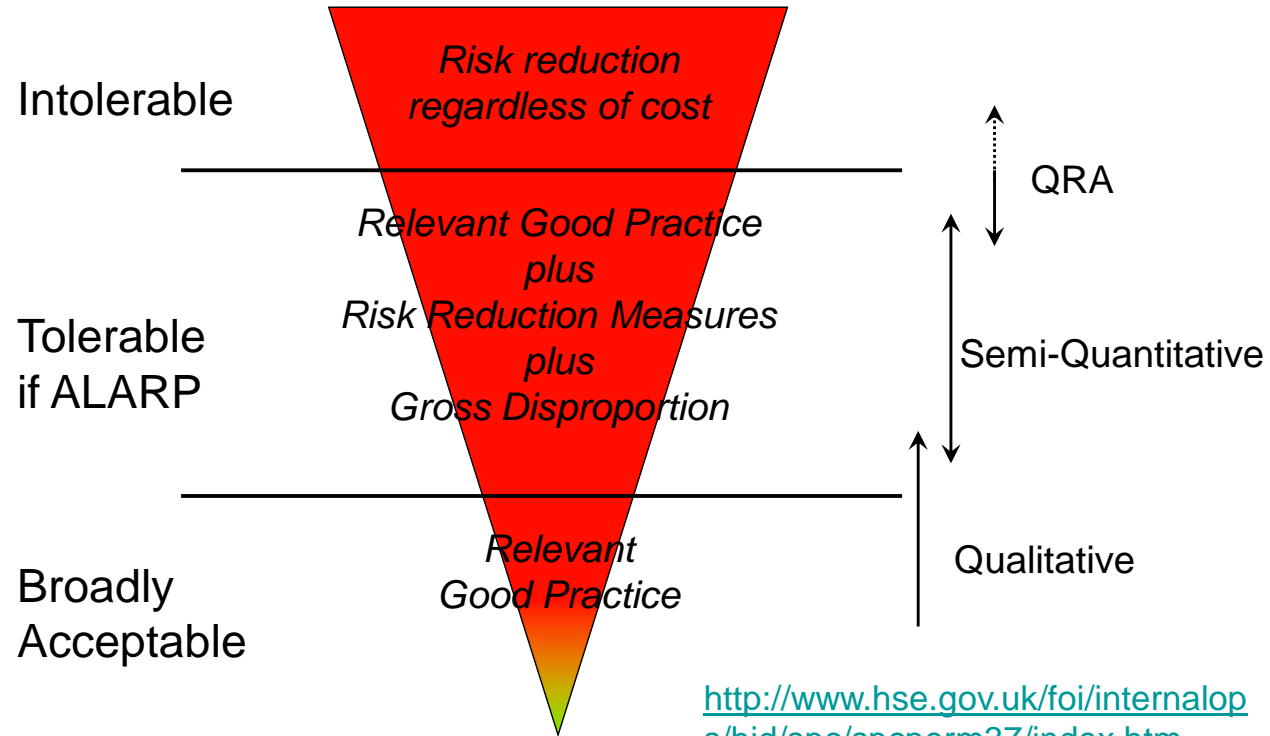 Intolerable
Risk reduction
regardless of cost
QRA
Relevant Good Practice
plus
Risk Reduction Measures
plus
Gross Disproportion
Tolerable
if ALARP
Semi-Quantitative
Relevant
Good Practice
Qualitative
Broadly
Acceptable
http://www.hse.gov.uk/foi/internalop